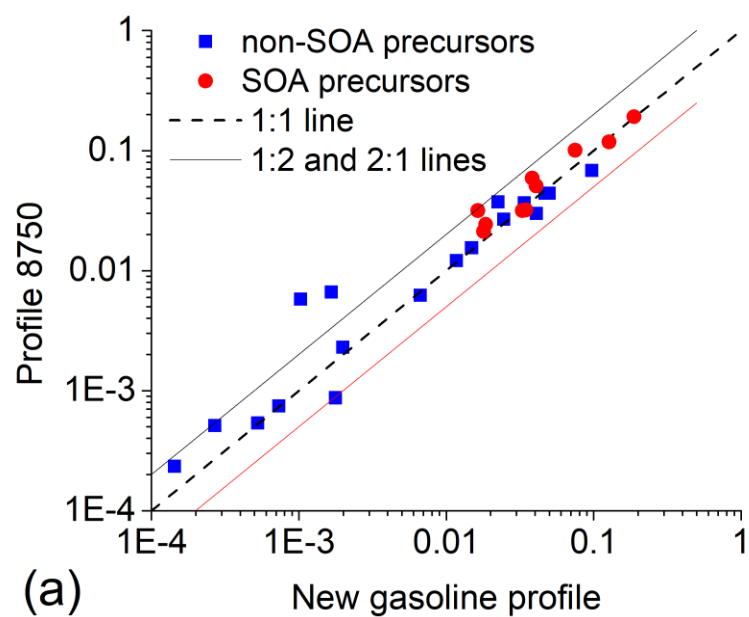 1
non-SOA precursors
SOA precursors
1:1 line
0.1
1:2 and 2:1 lines
0.01
Profile 8750
1E-3
1E-4
1E-4
1E-3
0.01
0.1
1
(a)
New gasoline profile